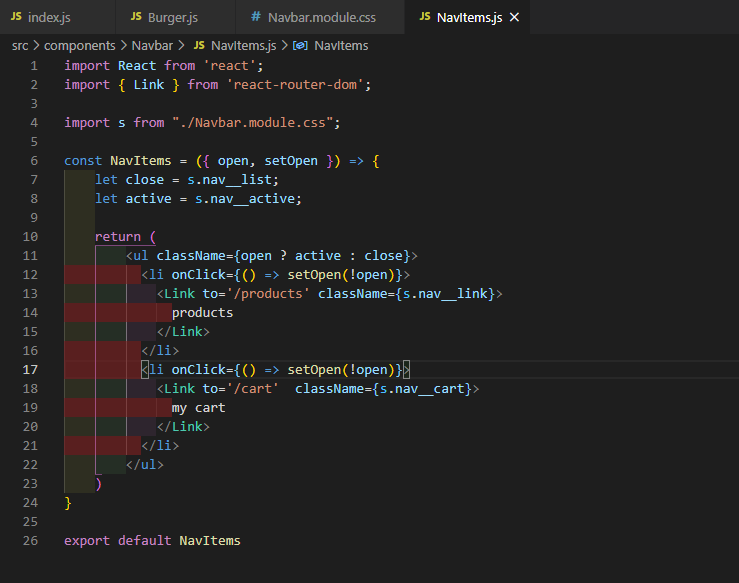 JS index.js JS Burger.js # Navbar.module.css JS NavItems.js ×
src > components > Navbar > JS NavItems.js > NavItems
1 import React from 'react';
2 import { Link } from 'react-router-dom';
3
4 import s from "./Navbar.module.css";
5
6 const NavItems = ({ open, setOpen }) => {
7     let close = s.nav__list;
8     let active = s.nav__active;
9
10     return (
11         <ul className={open ? active : close}>
12           <li onClick={() => setOpen(!open)}>
13             <Link to='/products' className={s.nav__link}>
14               products
15             </Link>
16           </li>
17           <li onClick={() => setOpen(!open)}>
18             <Link to='/cart'  className={s.nav__cart}>
19               my cart
20             </Link>
21           </li>
22         </ul>
23     )
24 }
25
26 export default NavItems